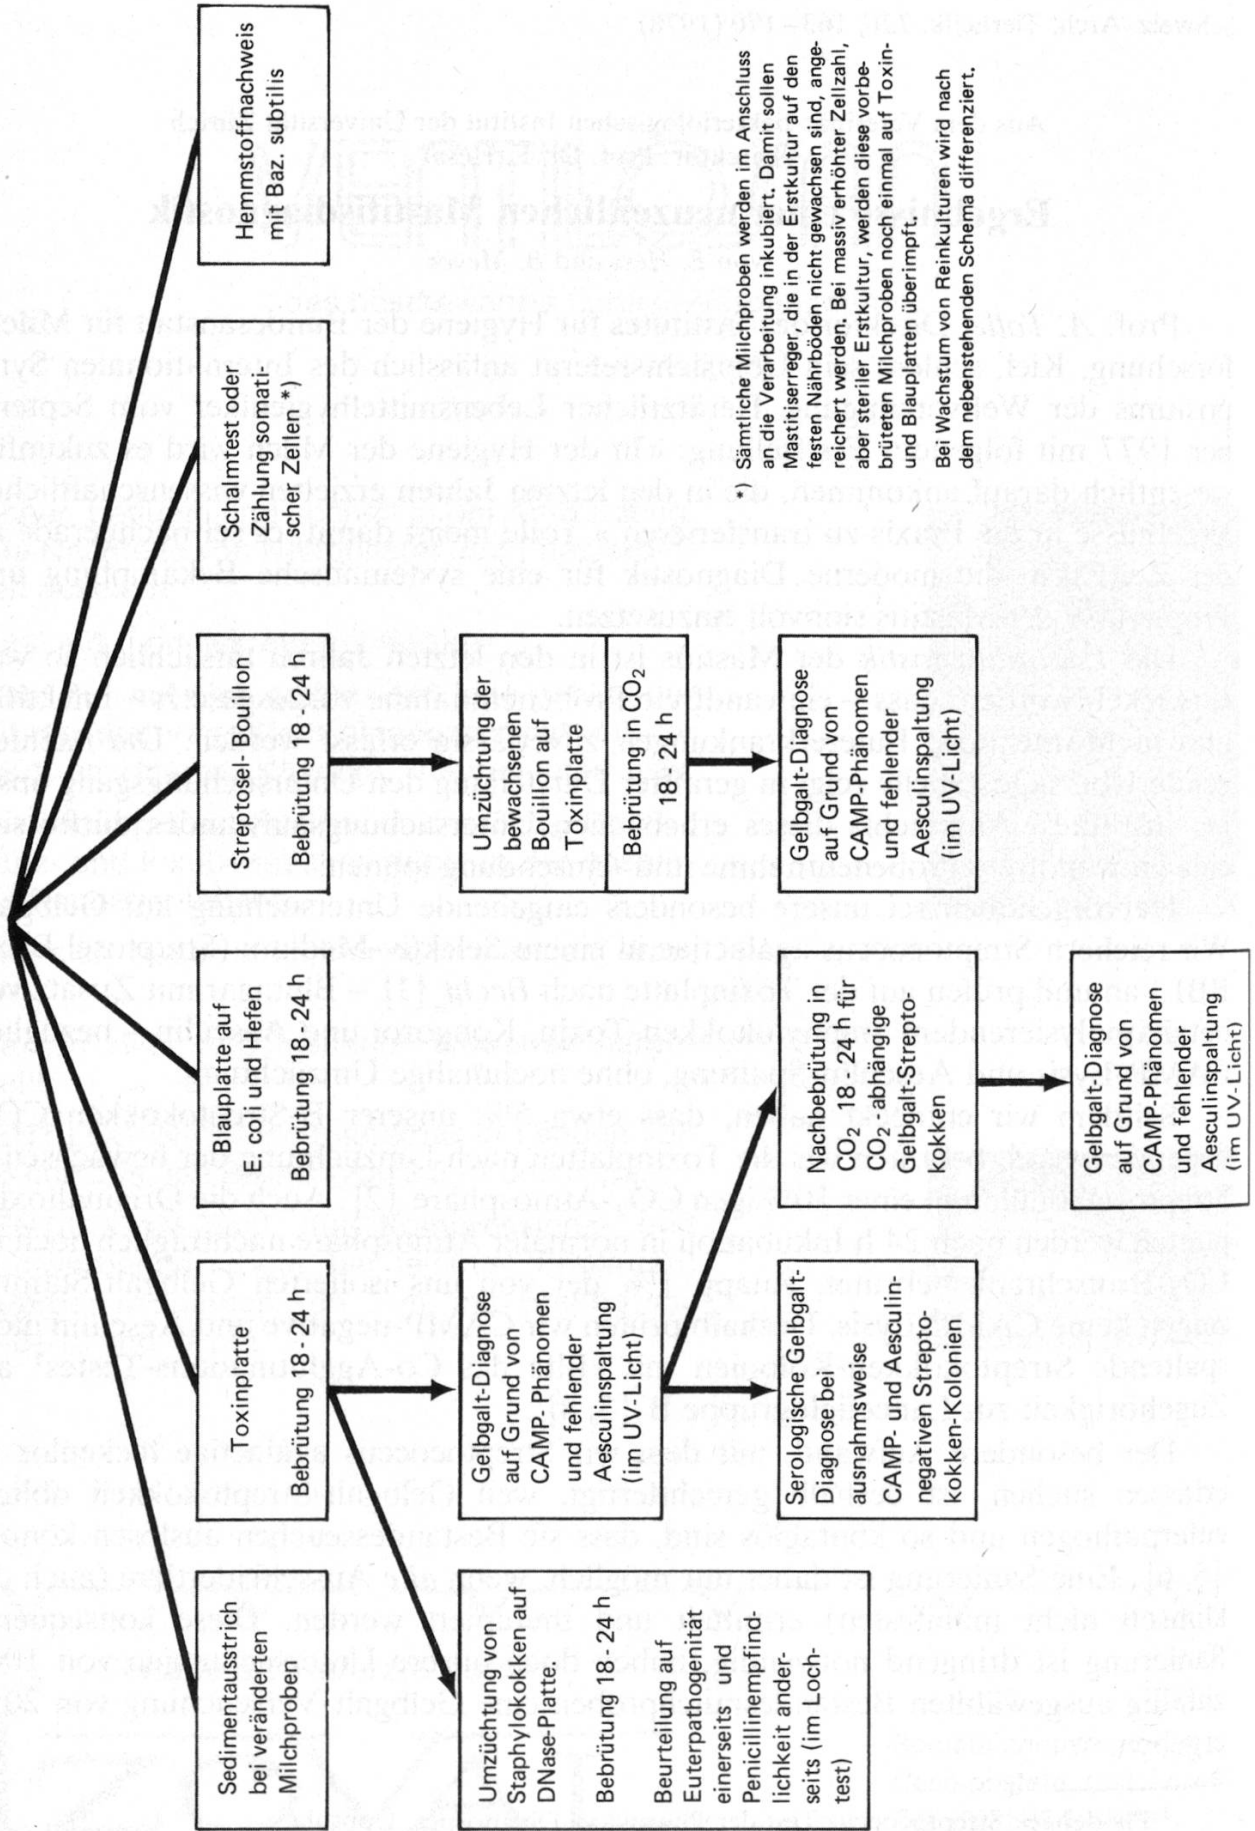 Sedimentausstrich
bei veränderten
Milchproben
Toxinplatte
Bebrütung 18 - 24 h
Blutplatte auf
E. coli und Hefen
Bebrütung 18 - 24 h
Streptosel- Bouillon
Bebrütung 18 - 24 h
Schalmtest oder
Zählung somati-
scher Zellen *)
Hemmstoffnachweis
mit Baz. subtilis
Umzüchtung von
Staphylokokken auf
DNase-Platte.
Bebrütung 18 - 24 h
Beurteilung auf
Euterpathogenität
einerseits und
Penicillinempfind-
lichkeit ander-
seits (im Loch-
test)
Gelbgalt-Diagnose
auf Grund von
CAMP- Phänomen
und fehlender
Aesculinspaltung
(im UV-Licht)
Umzüchtung der
bewachsenen
Bouillon auf
Toxinplatte
Bebrütung in CO2
18 - 24 h
Serologische Gelbgalt-
Diagnose bei
ausnahmsweise
CAMP- und Aesculin-
negativen Strepto-
kokken-Kolonien
Nachbebrütung in
CO2 18 - 24 h für
CO2 -abhängige
Gelbgalt-Strepto-
kokken
Gelbgalt-Diagnose
auf Grund von
CAMP-Phänomen
und fehlender
Aesculinspaltung
(im UV-Licht)
Gelbgalt-Diagnose
auf Grund von
CAMP-Phänomen
und fehlender
Aesculinspaltung
(im UV-Licht)
*) Sämtliche Milchproben werden im Anschluss
an die Verarbeitung inkubiert. Damit sollen
Mastitiserreger, die in der Erstkultur auf den
festen Nährböden nicht gewachsen sind, ange-
reichert werden. Bei massiv erhöhter Zellzahl,
aber steriler Erstkultur, werden diese vorbe-
brüteten Milchproben noch einmal auf Toxin-
und Blauplatten überimpft.
Bei Wachstum von Reinkulturen wird nach
dem nebenstehenden Schema differenziert.